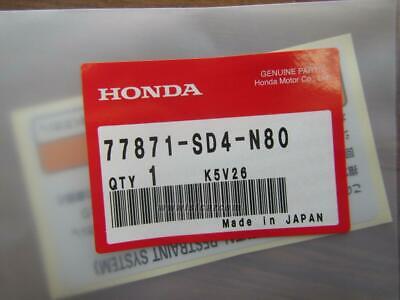 GENUINE PARTS
HONDA
Honda Motor Co., Ltd.
77871-SD4-N80
QTY 1 K5V26
Made in JAPAN
RESTRAINT SYSTEM)